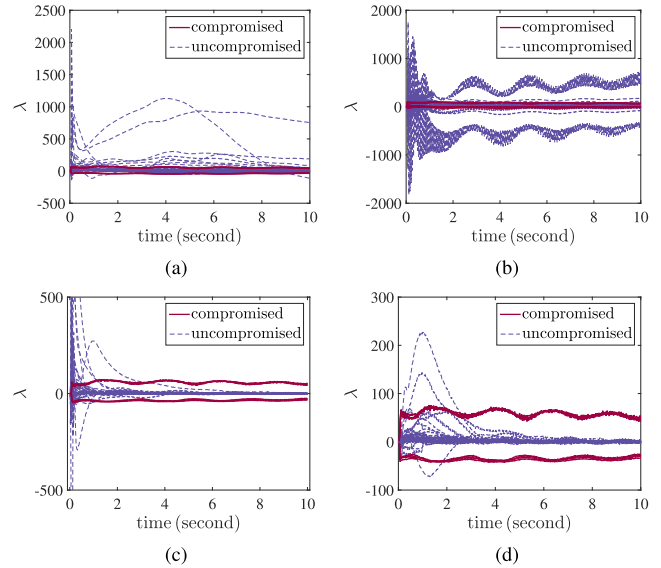 2500
2000
1500
1000
500
0
-500
λ
0 2 4 6 8 10
time (second)
compromised
uncompromised
(a)
2000
1000
0
-1000
-2000
λ
0 2 4 6 8 10
time (second)
compromised
uncompromised
(b)
500
0
-500
λ
0 2 4 6 8 10
time (second)
compromised
uncompromised
(c)
300
200
100
0
-100
λ
0 2 4 6 8 10
time (second)
compromised
uncompromised
(d)